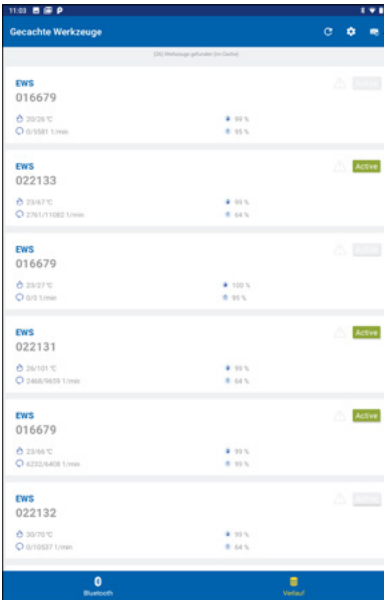 11:03
Gecachte Werkzeuge
EWS
016679
20/26 °C 99 %
0/5581 1/min 95 %
EWS Active
022133
23/67 °C 99 %
2761/11082 1/min 64 %
EWS
016679
23/27 °C 100 %
0/0 1/min 95 %
EWS Active
022131
26/101 °C 99 %
2468/9659 1/min 64 %
EWS Active
016679
23/66 °C 99 %
6232/6408 1/min 99 %
EWS
022132
30/70 °C 99 %
0/10537 1/min 64 %
Bluetooth Verlauf